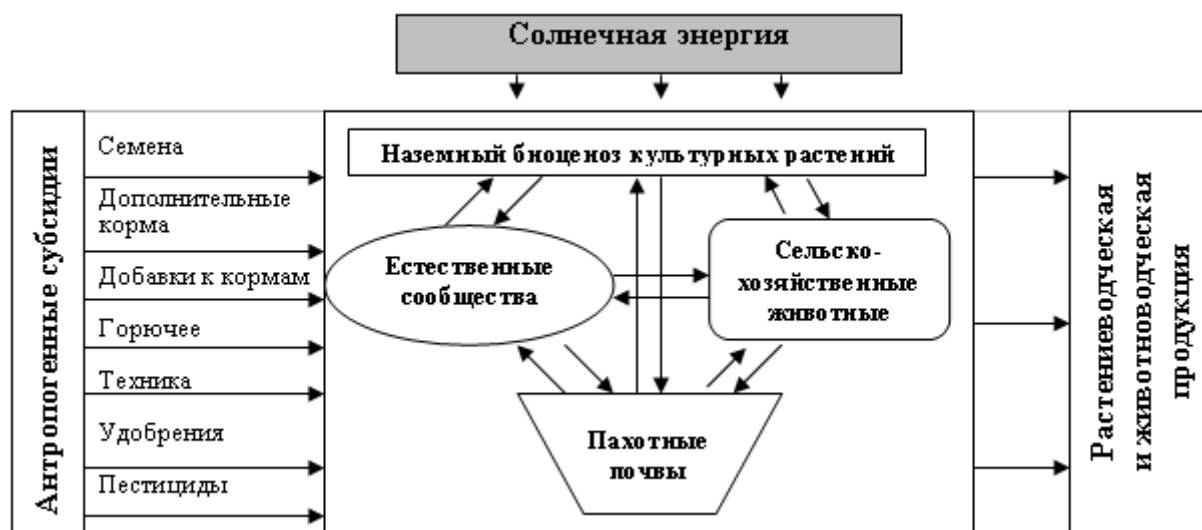 Солнечная энергия
Антропогенные субсидии
Семена
Дополнительные
корма
Добавки к кормам
Горючее
Техника
Удобрения
Пестициды
Наземный биоценоз культурных растений
Естественные
сообщества
Сельско-
хозяйственные
животные
Пахотные
почвы
Растениеводческая
и животноводческая
продукция